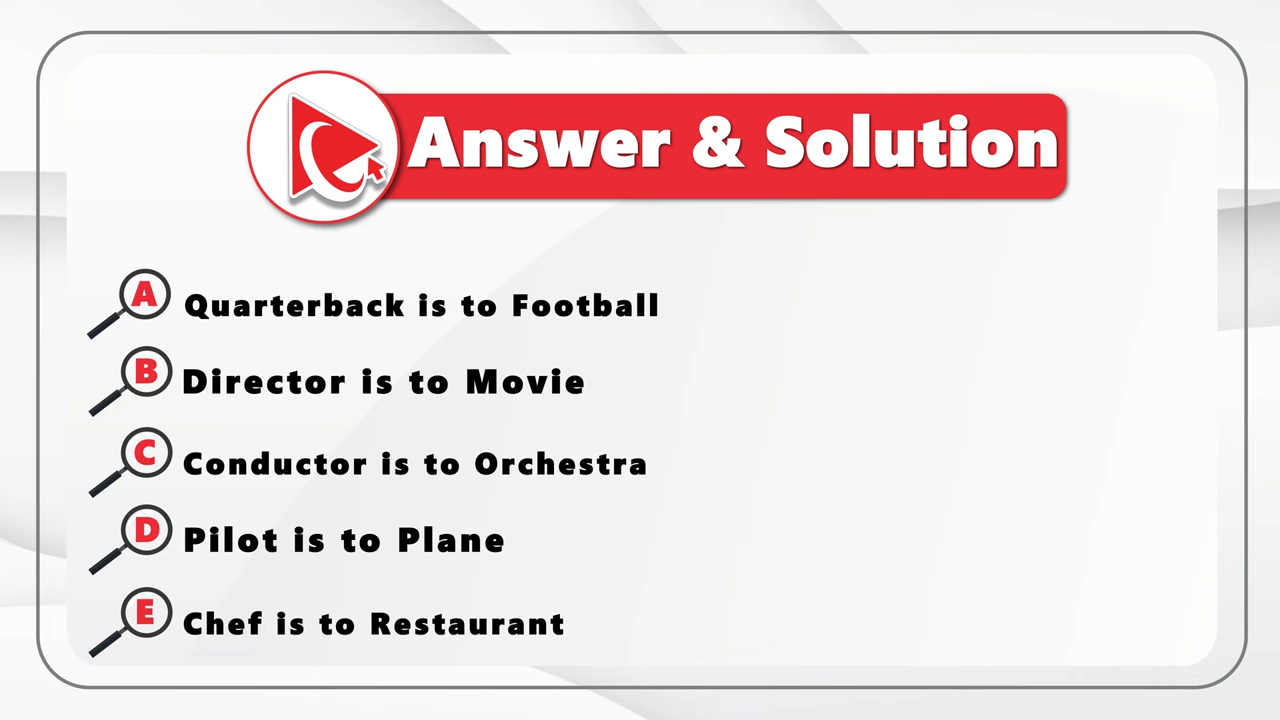 Answer & Solution
A Quarterback is to Football
B Director is to Movie
C Conductor is to Orchestra
D Pilot is to Plane
E Chef is to Restaurant